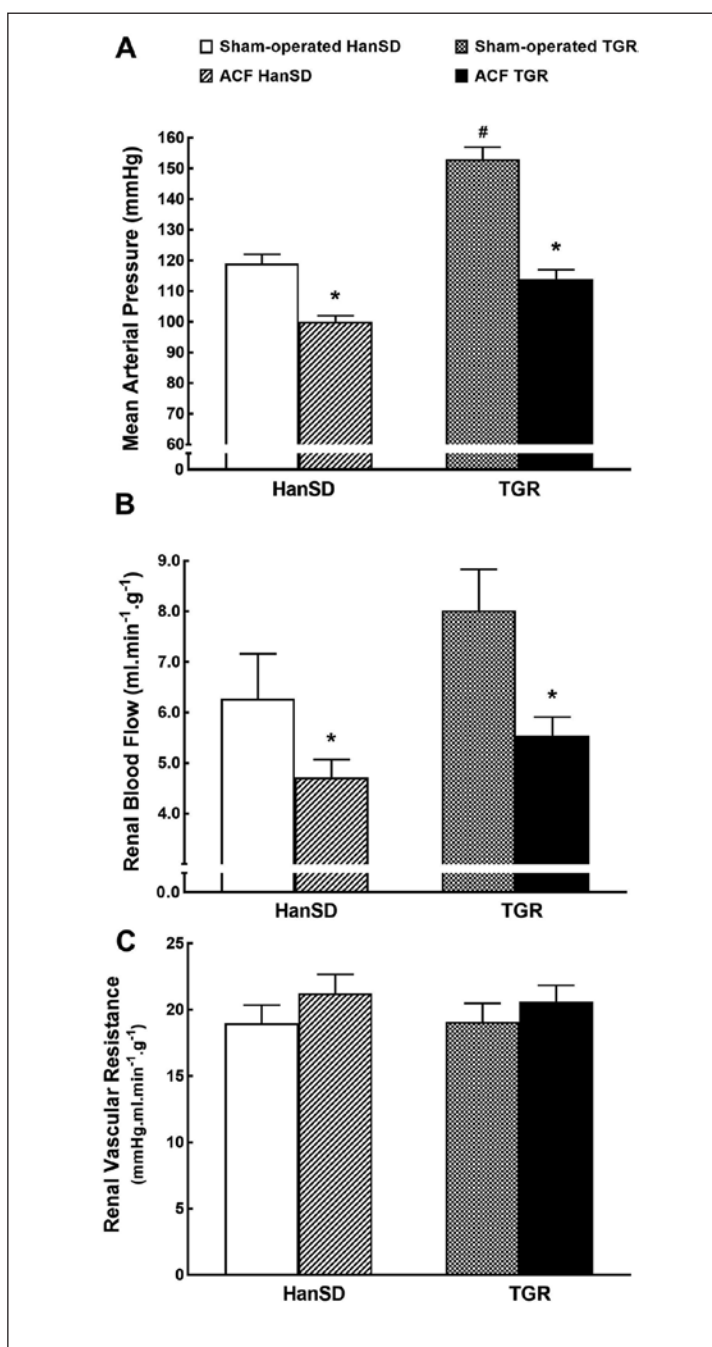 A
Sham-operated HanSD
Sham-operated TGR
ACF HanSD
ACF TGR
Mean Arterial Pressure (mmHg)
160
150
140
130
120
110
100
90
80
70
60
0
*
#
*
HanSD
TGR
B
Renal Blood Flow (ml.min⁻¹.g⁻¹)
9.0
8.0
7.0
6.0
5.0
4.0
0.0
*
*
HanSD
TGR
C
Renal Vascular Resistance
(mmHg.ml.min⁻¹.g⁻¹)
25
20
15
10
5
0
HanSD
TGR